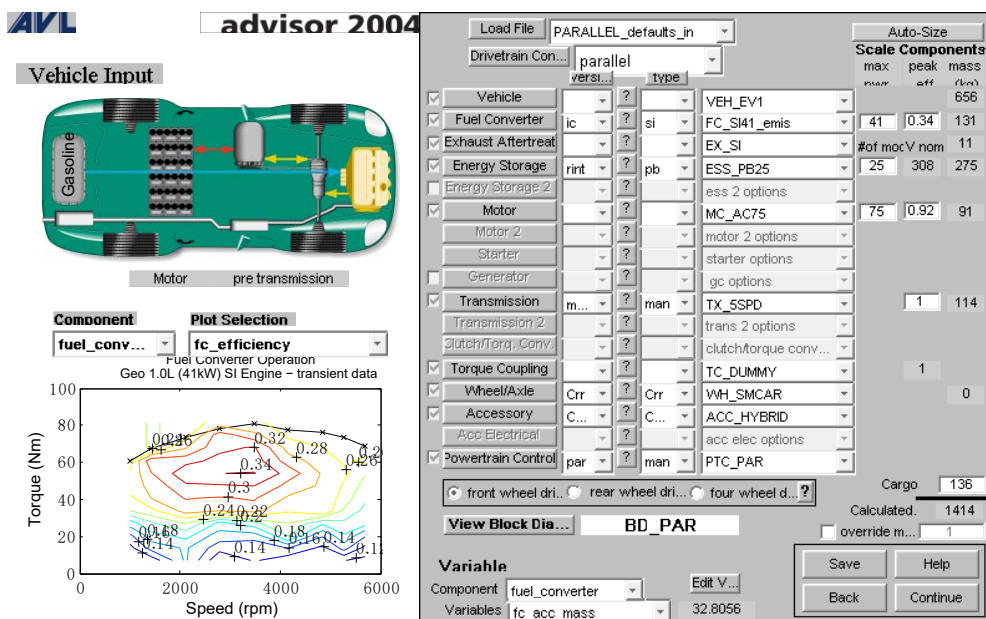 AVL
advisor 2004
Vehicle Input
Gasoline
Motor pre transmission
Component Plot Selection
fuel_conv... fc_efficiency
Fuel Converter Operation
Geo 1.0L (41kW) SI Engine − transient data
Torque (Nm)
100
80
60
40
20
0
0.32
0.28
0.26
0.34
0.3
0.24 0.22
0.2
0.18 0.18
0.16 0.14
0.14 0.14
0 2000 4000 6000
Speed (rpm)
Load File PARALLEL_defaults_in
Auto-Size
Drivetrain Con... parallel
Scale Components
max peak mass
pwr eff (kg)
versi... type
Vehicle ? VEH_EV1 656
Fuel Converter ic ? si FC_SI41_emis 41 0.34 131
Exhaust Aftertreat ? EX_SI #of moc V nom 11
Energy Storage rint ? pb ESS_PB25 25 308 275
Energy Storage 2 ? ess 2 options
Motor ? MC_AC75 75 0.92 91
Motor 2 ? motor 2 options
Starter ? starter options
Generator ? gc options
Transmission m... ? man TX_5SPD 1 114
Transmission 2 ? trans 2 options
Clutch/Torq. Conv. ? clutch/torque conv...
Torque Coupling ? TC_DUMMY 1
Wheel/Axle Crr ? Crr WH_SMCAR 0
Accessory C... ? C... ACC_HYBRID
Acc Electrical ? acc elec options
Powertrain Control par ? man PTC_PAR
front wheel dri.. rear wheel dri... four wheel d... ?
Cargo 136
Calculated. 1414
View Block Dia... BD_PAR
override m... 1
Variable
Component fuel_converter Edit V...
Variables fc_acc_mass 32.8056
Save Help
Back Continue